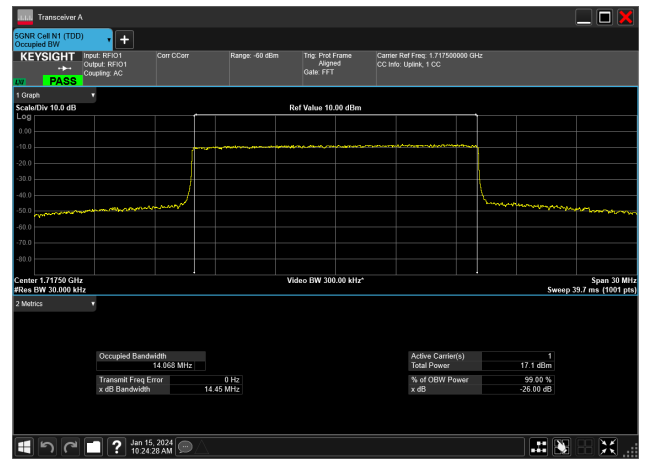 Transceiver A
5GNR Cell N1 (TDD)
Occupied BW
KEYSIGHT
LW
PASS
Input: RFIO1
Output: RFIO1
Coupling: AC
Corr CCorr
Range: -60 dBm
Trig: Prot Frame
Aligned
Gate: FFT
Carrier Ref Freq: 1.717500000 GHz
CC Info: Uplink, 1 CC
1 Graph
Scale/Div 10.0 dB
Ref Value 10.00 dBm
Log
0.00
-10.0
-20.0
-30.0
-40.0
-50.0
-60.0
-70.0
-80.0
Center 1.71750 GHz
Video BW 300.00 kHz*
Span 30 MHz
#Res BW 30.000 kHz
Sweep 39.7 ms (1001 pts)
2 Metrics
Occupied Bandwidth
14.068 MHz
Active Carrier(s) 1
Total Power 17.1 dBm
Transmit Freq Error 0 Hz
x dB Bandwidth 14.45 MHz
% of OBW Power 99.00 %
x dB -26.00 dB
?
Jan 15, 2024
10:24:28 AM